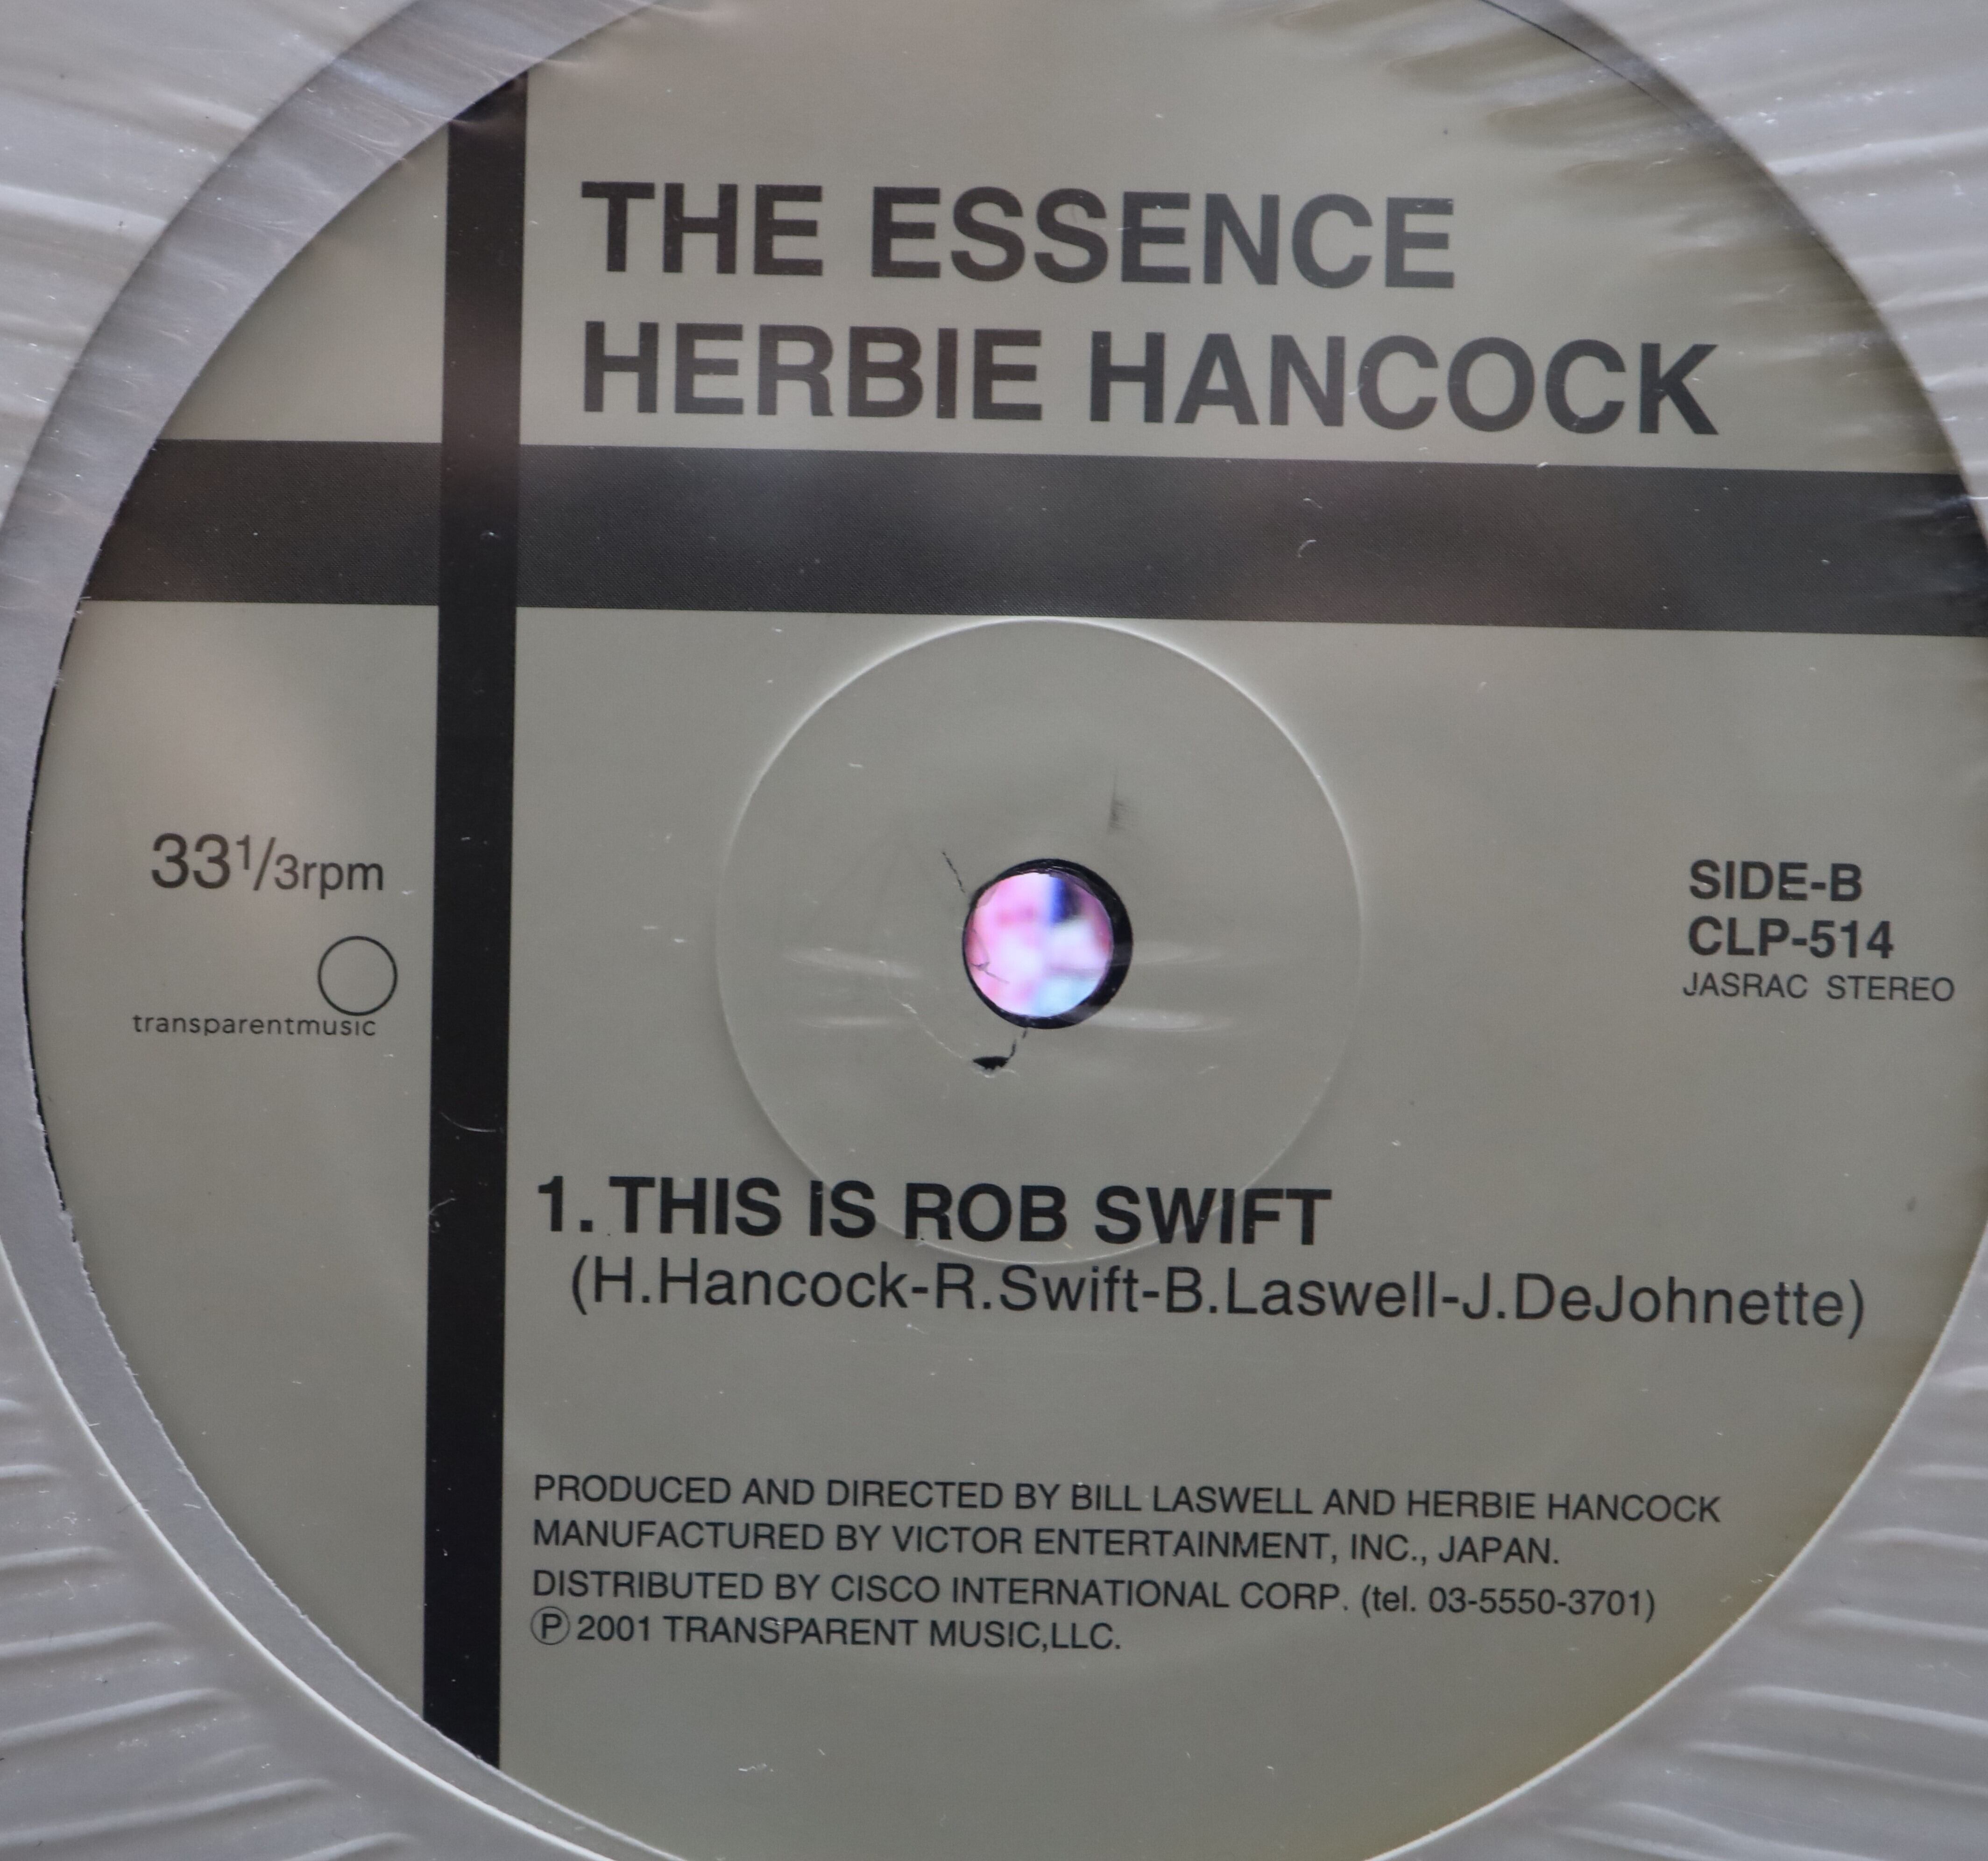 THE ESSENCE
HERBIE HANCOCK
33 1/3rpm
transparentmusic
SIDE-B
CLP-514
JASRAC STEREO
1. THIS IS ROB SWIFT
(H.Hancock-R.Swift-B.Laswell-J.DeJohnette)
PRODUCED AND DIRECTED BY BILL LASWELL AND HERBIE HANCOCK
MANUFACTURED BY VICTOR ENTERTAINMENT, INC., JAPAN.
DISTRIBUTED BY CISCO INTERNATIONAL CORP. (tel. 03-5550-3701)
Ⓟ 2001 TRANSPARENT MUSIC,LLC.